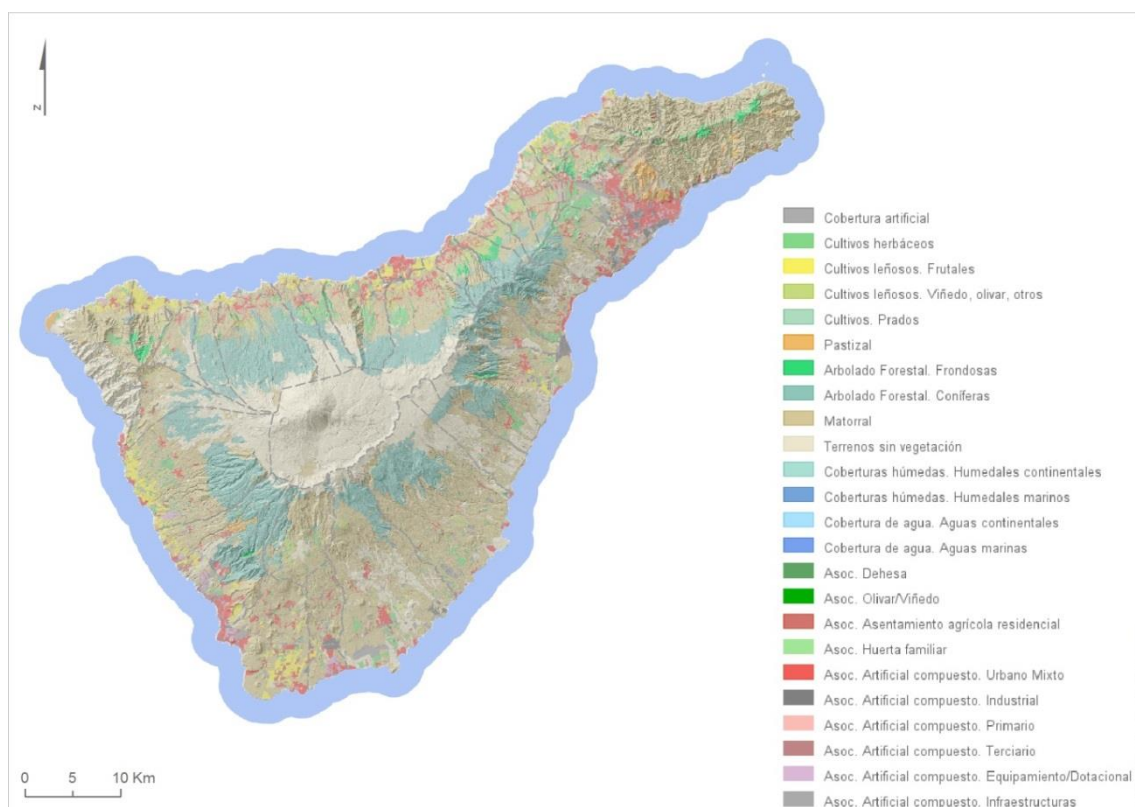 N
Cobertura artificial
Cultivos herbáceos
Cultivos leñosos. Frutales
Cultivos leñosos. Viñedo, olivar, otros
Cultivos. Prados
Pastizal
Arbolado Forestal. Frondosas
Arbolado Forestal. Coníferas
Matorral
Terrenos sin vegetación
Coberturas húmedas. Humedales continentales
Coberturas húmedas. Humedales marinos
Cobertura de agua. Aguas continentales
Cobertura de agua. Aguas marinas
Asoc. Dehesa
Asoc. Olivar/Viñedo
Asoc. Asentamiento agrícola residencial
Asoc. Huerta familiar
Asoc. Artificial compuesto. Urbano Mixto
Asoc. Artificial compuesto. Industrial
Asoc. Artificial compuesto. Primario
Asoc. Artificial compuesto. Terciario
Asoc. Artificial compuesto. Equipamiento/Dotacional
Asoc. Artificial compuesto. Infraestructuras
0 5 10 Km